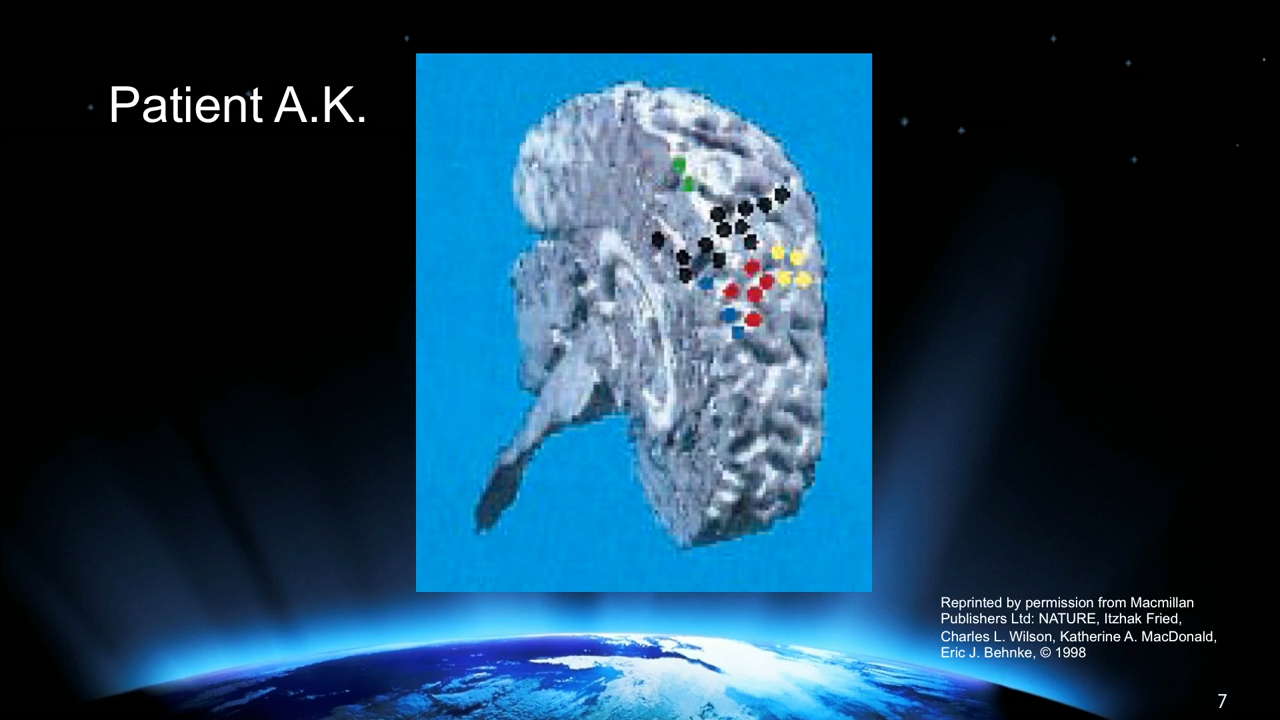 Patient A.K.
Reprinted by permission from Macmillan
Publishers Ltd: NATURE, Itzhak Fried,
Charles L. Wilson, Katherine A. MacDonald,
Eric J. Behnke, © 1998
7